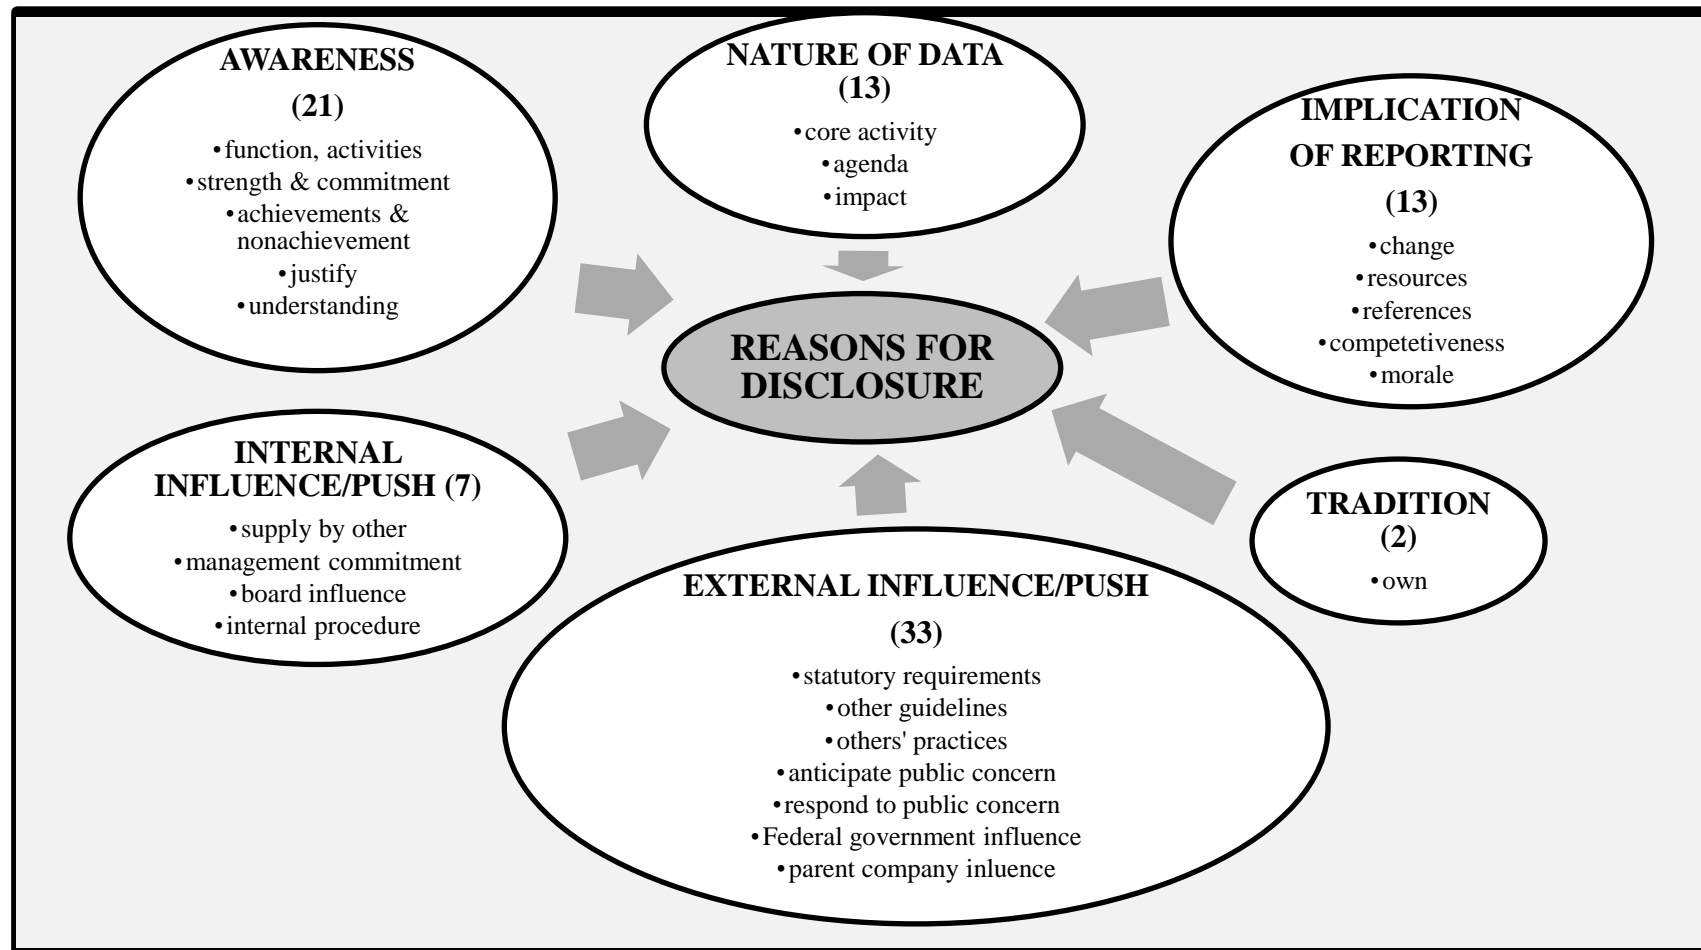 AWARENESS
(21)
•function, activities
•strength & commitment
•achievements &
nonachievement
•justify
•understanding
NATURE OF DATA
(13)
•core activity
•agenda
•impact
IMPLICATION
OF REPORTING
(13)
•change
•resources
•references
•competetiveness
•morale
REASONS FOR
DISCLOSURE
INTERNAL
INFLUENCE/PUSH (7)
•supply by other
•management commitment
•board influence
•internal procedure
EXTERNAL INFLUENCE/PUSH
(33)
•statutory requirements
•other guidelines
•others' practices
•anticipate public concern
•respond to public concern
•Federal government influence
•parent company inluence
TRADITION
(2)
•own